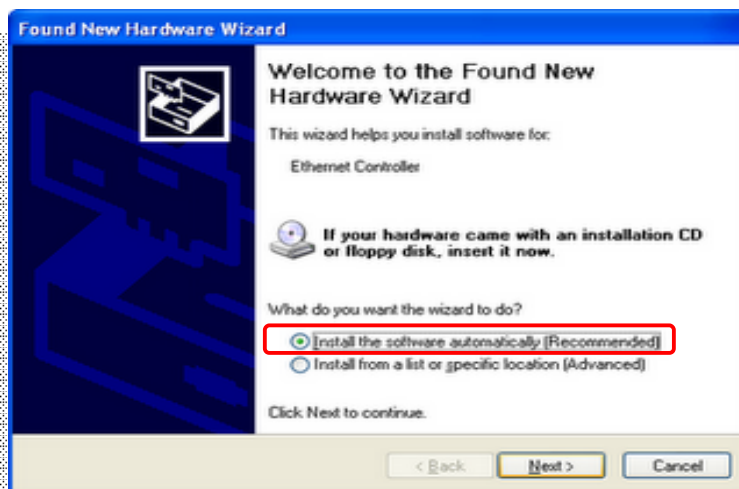 Found New Hardware Wizard
Welcome to the Found New
Hardware Wizard
This wizard helps you install software for:
Ethernet Controller
If your hardware came with an installation CD
or floppy disk, insert it now.
What do you want the wizard to do?
Install the software automatically (Recommended)
Install from a list or specific location (Advanced)
Click Next to continue.
< Back
Next >
Cancel